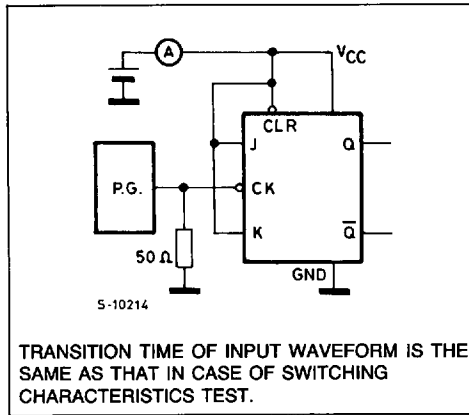 A
VCC
CLR
J
Q
P.G.
CK
K
Q̅
50 Ω
GND
S-10214
TRANSITION TIME OF INPUT WAVEFORM IS THE
SAME AS THAT IN CASE OF SWITCHING
CHARACTERISTICS TEST.